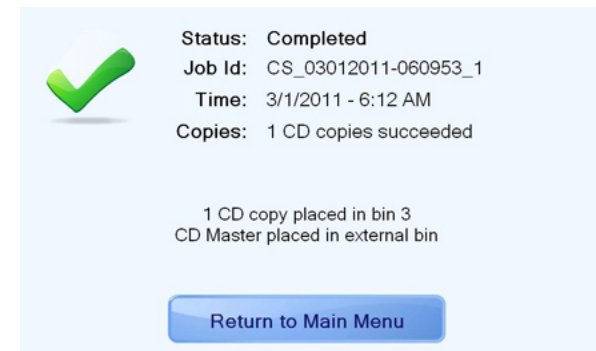 Status: Completed
Job Id: CS_03012011-060953_1
Time: 3/1/2011 - 6:12 AM
Copies: 1 CD copies succeeded
1 CD copy placed in bin 3
CD Master placed in external bin
Return to Main Menu